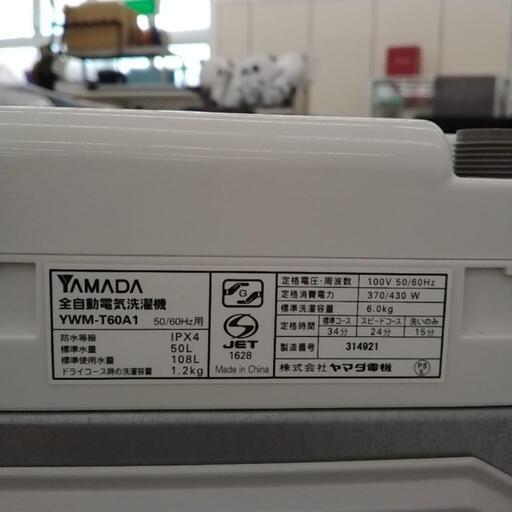 YAMADA
全自動電気洗濯機
YWM-T60A1 50/60Hz用
防水等級 IPX4
標準水量 50L
標準使用水量 108L
ドライコース時の洗濯容量 1.2kg
G
JET
1628
Made in China
定格電圧・周波数 100V 50/60Hz
定格消費電力 370/430 W
標準洗濯容量 6.0kg
標準時間 標準コース スピードコース 洗いのみ
34分 24分 15分
製造番号 314921
株式会社 ヤマダ電機
PS
E